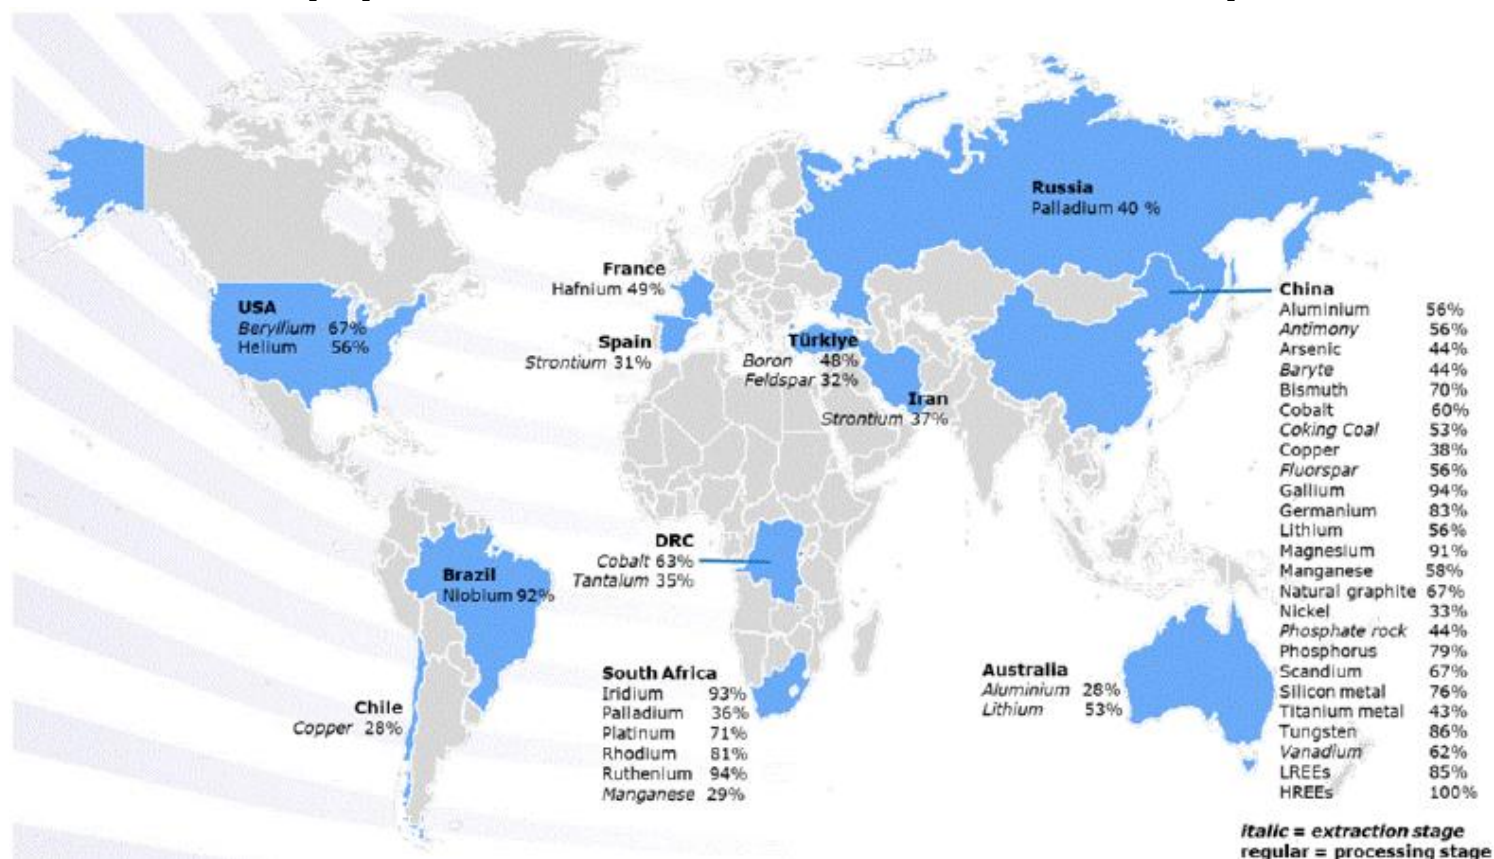 Russia
Palladium 40 %
France
Hafnium 49%
USA
Beryllium 67%
Helium 56%
Spain
Strontium 31%
Türkiye
Boron 48%
Feldspar 32%
Iran
Strontium 37%
China
Aluminium 56%
Antimony 56%
Arsenic 44%
Baryte 44%
Bismuth 70%
Cobalt 60%
Coking Coal 53%
Copper 38%
Fluorspar 56%
Gallium 94%
Germanium 83%
Lithium 56%
Magnesium 91%
Manganese 58%
Natural graphite 67%
Nickel 33%
Phosphate rock 44%
Phosphorus 79%
Scandium 67%
Silicon metal 76%
Titanium metal 43%
Tungsten 86%
Vanadium 62%
LREEs 85%
HREEs 100%
DRC
Cobalt 63%
Tantalum 35%
Brazil
Niobium 92%
South Africa
Iridium 93%
Palladium 36%
Platinum 71%
Rhodium 81%
Ruthenium 94%
Manganese 29%
Australia
Aluminium 28%
Lithium 53%
Chile
Copper 28%
italic = extraction stage
regular = processing stage